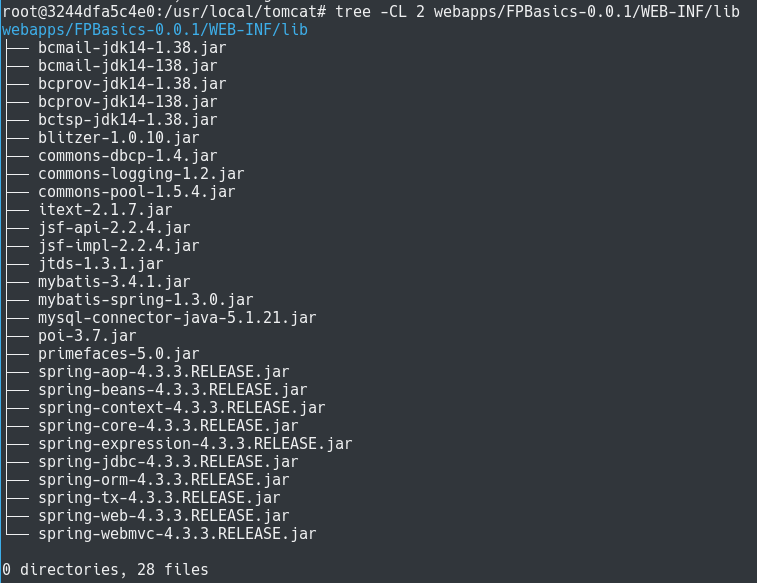 root@3244dfa5c4e0:/usr/local/tomcat# tree -CL 2 webapps/FPBasics-0.0.1/WEB-INF/lib
webapps/FPBasics-0.0.1/WEB-INF/lib
├── bcmail-jdk14-1.38.jar
├── bcmail-jdk14-138.jar
├── bcprov-jdk14-1.38.jar
├── bcprov-jdk14-138.jar
├── bctsp-jdk14-1.38.jar
├── blitzer-1.0.10.jar
├── commons-dbcp-1.4.jar
├── commons-logging-1.2.jar
├── commons-pool-1.5.4.jar
├── itext-2.1.7.jar
├── jsf-api-2.2.4.jar
├── jsf-impl-2.2.4.jar
├── jtds-1.3.1.jar
├── mybatis-3.4.1.jar
├── mybatis-spring-1.3.0.jar
├── mysql-connector-java-5.1.21.jar
├── poi-3.7.jar
├── primefaces-5.0.jar
├── spring-aop-4.3.3.RELEASE.jar
├── spring-beans-4.3.3.RELEASE.jar
├── spring-context-4.3.3.RELEASE.jar
├── spring-core-4.3.3.RELEASE.jar
├── spring-expression-4.3.3.RELEASE.jar
├── spring-jdbc-4.3.3.RELEASE.jar
├── spring-orm-4.3.3.RELEASE.jar
├── spring-tx-4.3.3.RELEASE.jar
├── spring-web-4.3.3.RELEASE.jar
└── spring-webmvc-4.3.3.RELEASE.jar
0 directories, 28 files